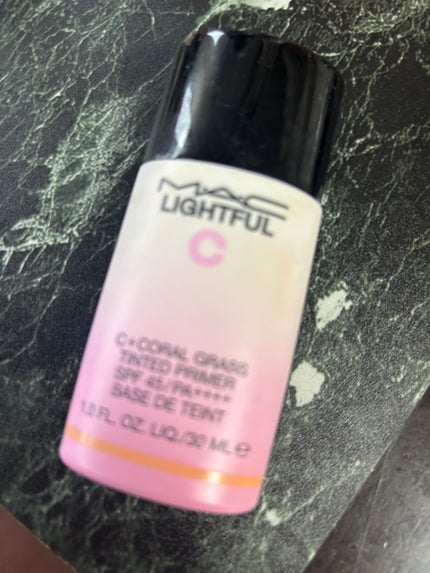 MAC
LIGHTFUL
C
C+CORAL GRASS
TINTED PRIMER
SPF 45/PA++++
BASE DE TEINT
1.0 FL. OZ. LIQ./30 ML ℮